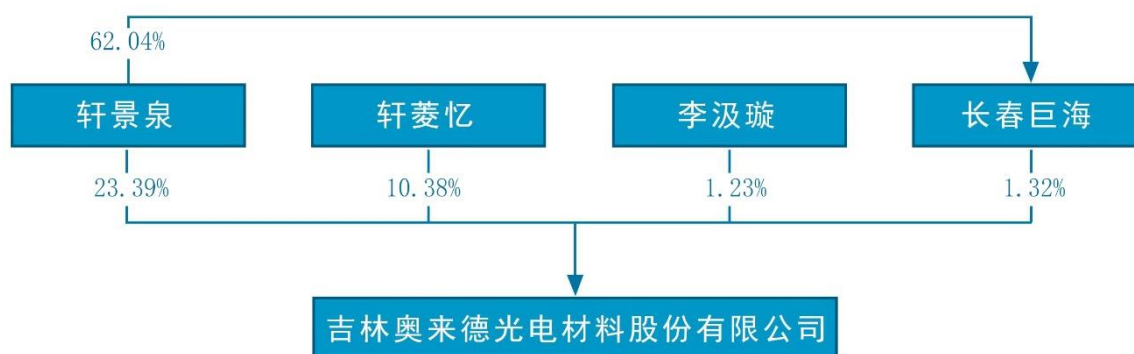 62.04%
轩景泉 轩菱忆 李汲璇 长春巨海
23.39% 10.38% 1.23% 1.32%
吉林奥来德光电材料股份有限公司